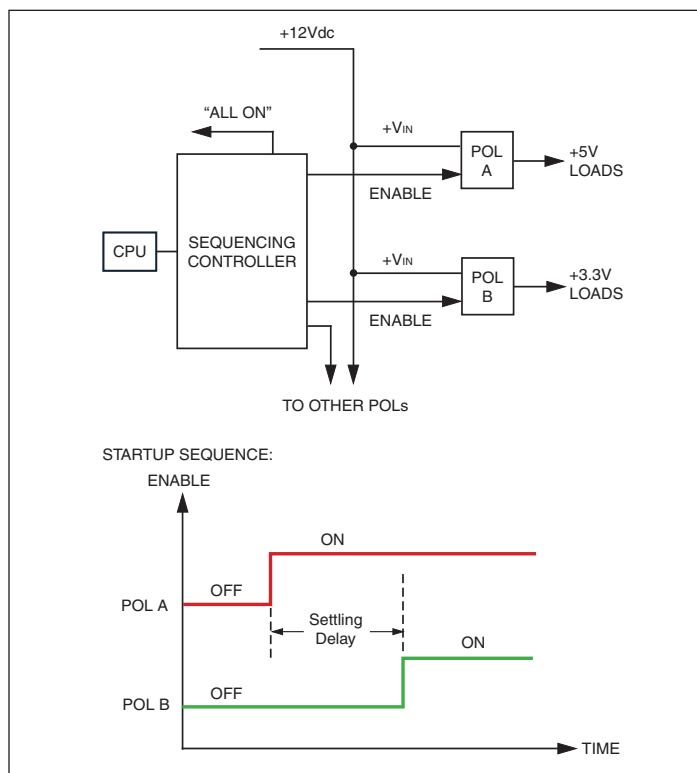 +12Vdc
“ALL ON”
+VIN
POL
A
+5V
LOADS
ENABLE
CPU
SEQUENCING
CONTROLLER
+VIN
POL
B
+3.3V
LOADS
ENABLE
TO OTHER POLs
STARTUP SEQUENCE:
ENABLE
ON
OFF
POL A
Settling
Delay
ON
OFF
POL B
TIME